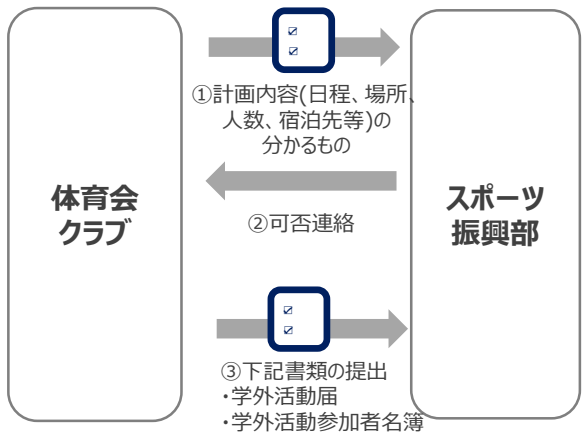 体育会
クラブ
①計画内容(日程、場所、
人数、宿泊先等)の
分かるもの
②可否連絡
③下記書類の提出
・学外活動届
・学外活動参加者名簿
スポーツ
振興部